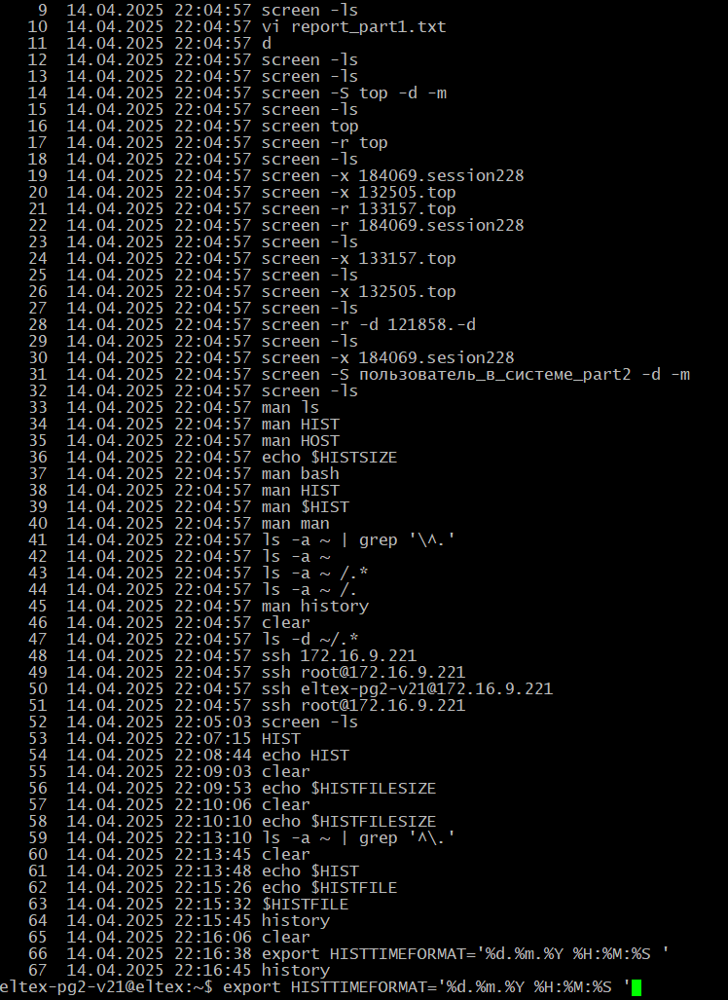 9 14.04.2025 22:04:57 screen -ls
10 14.04.2025 22:04:57 vi report_part1.txt
11 14.04.2025 22:04:57 d
12 14.04.2025 22:04:57 screen -ls
13 14.04.2025 22:04:57 screen -ls
14 14.04.2025 22:04:57 screen -S top -d -m
15 14.04.2025 22:04:57 screen -ls
16 14.04.2025 22:04:57 screen top
17 14.04.2025 22:04:57 screen -r top
18 14.04.2025 22:04:57 screen -ls
19 14.04.2025 22:04:57 screen -x 184069.session228
20 14.04.2025 22:04:57 screen -x 132505.top
21 14.04.2025 22:04:57 screen -r 133157.top
22 14.04.2025 22:04:57 screen -r 184069.session228
23 14.04.2025 22:04:57 screen -ls
24 14.04.2025 22:04:57 screen -x 133157.top
25 14.04.2025 22:04:57 screen -ls
26 14.04.2025 22:04:57 screen -x 132505.top
27 14.04.2025 22:04:57 screen -ls
28 14.04.2025 22:04:57 screen -r -d 121858.-d
29 14.04.2025 22:04:57 screen -ls
30 14.04.2025 22:04:57 screen -x 184069.sesion228
31 14.04.2025 22:04:57 screen -S пользователь_в_системе_part2 -d -m
32 14.04.2025 22:04:57 screen -ls
33 14.04.2025 22:04:57 man ls
34 14.04.2025 22:04:57 man HIST
35 14.04.2025 22:04:57 man HOST
36 14.04.2025 22:04:57 echo $HISTSIZE
37 14.04.2025 22:04:57 man bash
38 14.04.2025 22:04:57 man HIST
39 14.04.2025 22:04:57 man $HIST
40 14.04.2025 22:04:57 man man
41 14.04.2025 22:04:57 ls -a ~ | grep '\^.'
42 14.04.2025 22:04:57 ls -a ~
43 14.04.2025 22:04:57 ls -a ~ /.*
44 14.04.2025 22:04:57 ls -a ~ /.
45 14.04.2025 22:04:57 man history
46 14.04.2025 22:04:57 clear
47 14.04.2025 22:04:57 ls -d ~/.*
48 14.04.2025 22:04:57 ssh 172.16.9.221
49 14.04.2025 22:04:57 ssh root@172.16.9.221
50 14.04.2025 22:04:57 ssh eltex-pg2-v21@172.16.9.221
51 14.04.2025 22:04:57 ssh root@172.16.9.221
52 14.04.2025 22:05:03 screen -ls
53 14.04.2025 22:07:15 HIST
54 14.04.2025 22:08:44 echo HIST
55 14.04.2025 22:09:03 clear
56 14.04.2025 22:09:53 echo $HISTFILESIZE
57 14.04.2025 22:10:06 clear
58 14.04.2025 22:10:10 echo $HISTFILESIZE
59 14.04.2025 22:13:10 ls -a ~ | grep '^\.'
60 14.04.2025 22:13:45 clear
61 14.04.2025 22:13:48 echo $HIST
62 14.04.2025 22:15:26 echo $HISTFILE
63 14.04.2025 22:15:32 $HISTFILE
64 14.04.2025 22:15:45 history
65 14.04.2025 22:16:06 clear
66 14.04.2025 22:16:38 export HISTTIMEFORMAT='%d.%m.%Y %H:%M:%S '
67 14.04.2025 22:16:45 history
eltex-pg2-v21@eltex:~$ export HISTTIMEFORMAT='%d.%m.%Y %H:%M:%S '